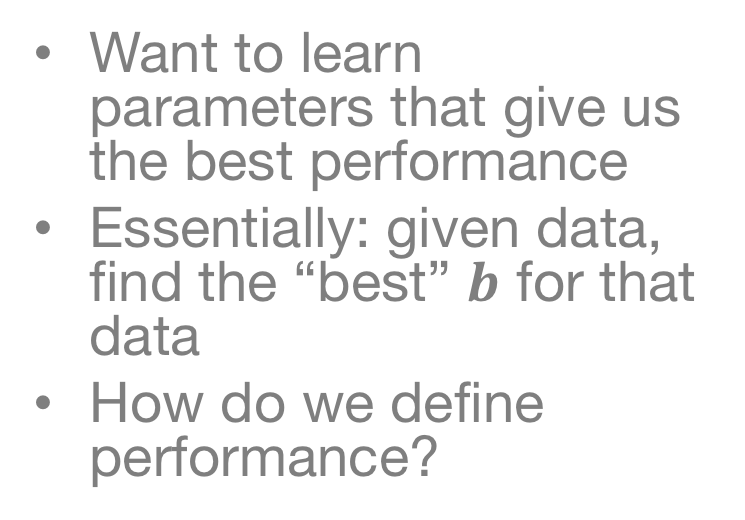 • Want to learn
parameters that give us
the best performance
• Essentially: given data,
find the “best” b for that
data
• How do we define
performance?